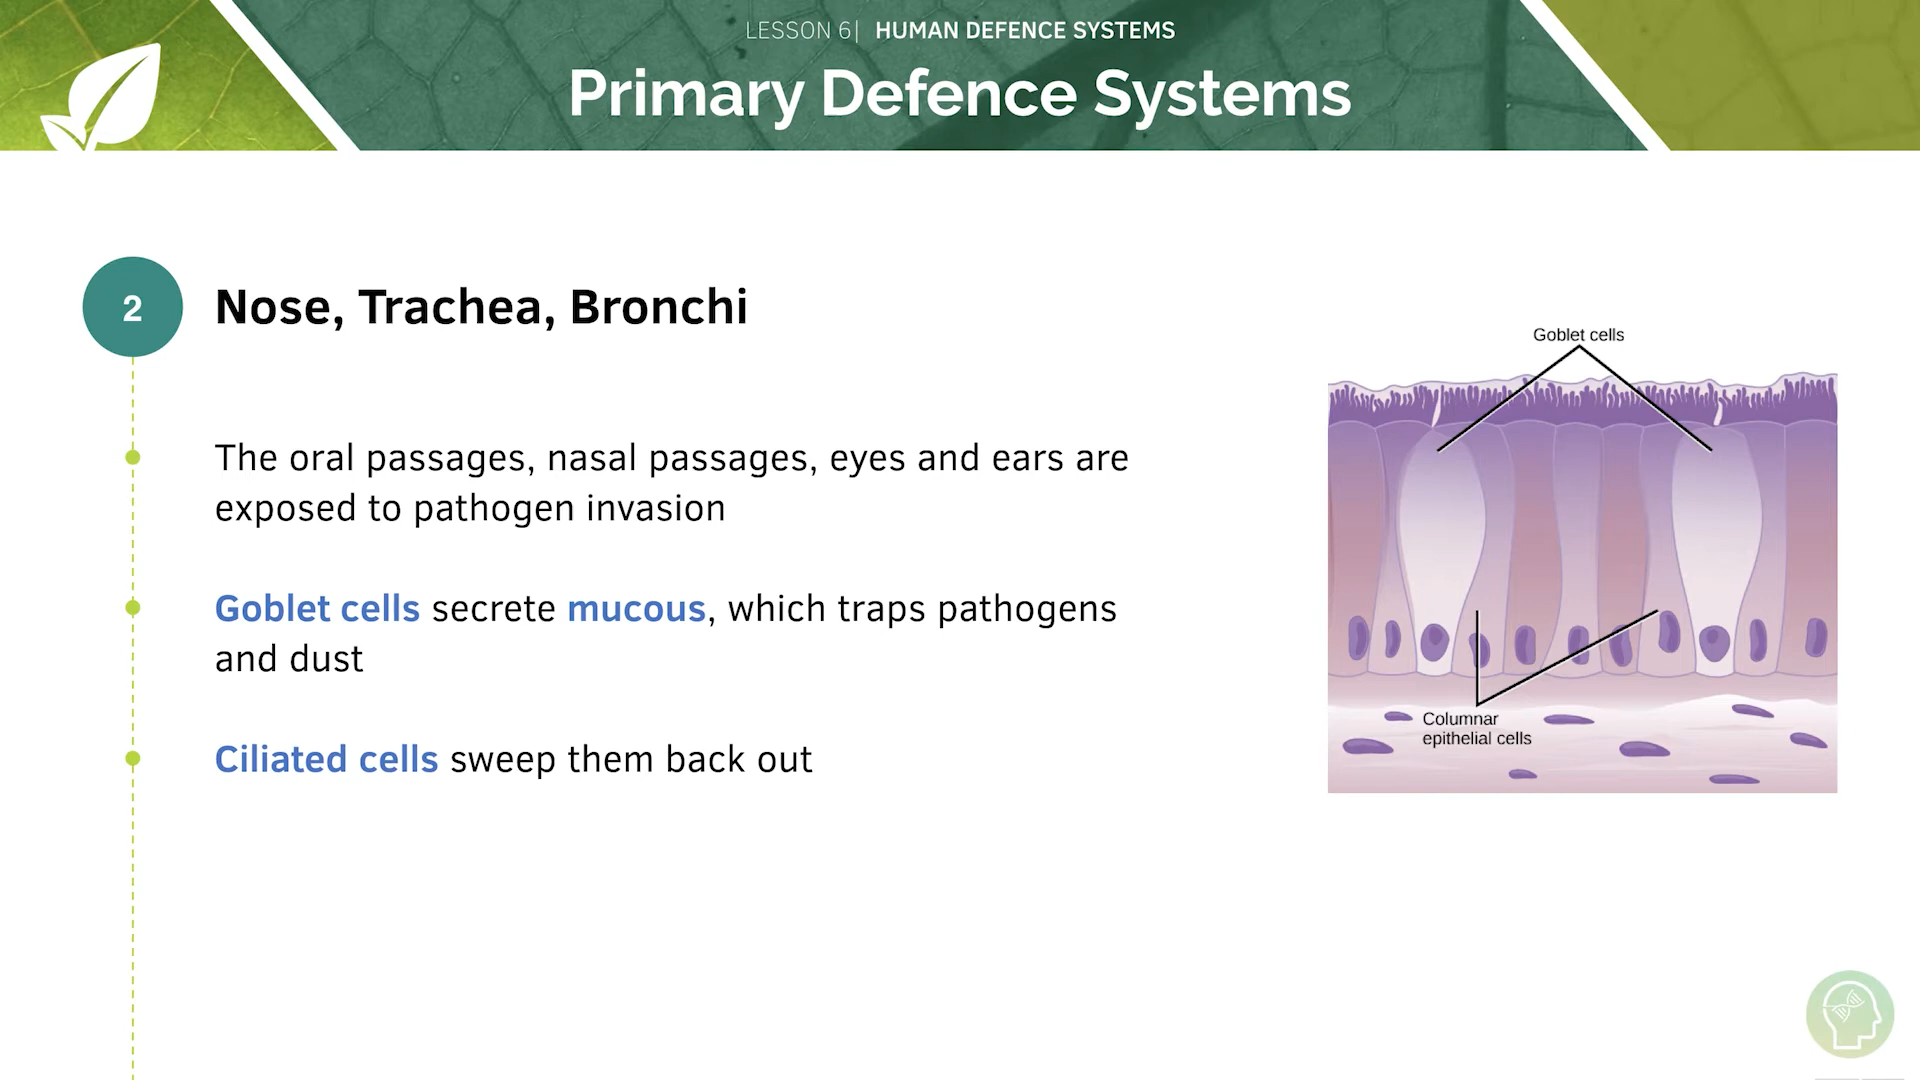 LESSON 6| HUMAN DEFENCE SYSTEMS
Primary Defence Systems
2
Nose, Trachea, Bronchi
The oral passages, nasal passages, eyes and ears are
exposed to pathogen invasion
Goblet cells secrete mucous, which traps pathogens
and dust
Ciliated cells sweep them back out
Goblet cells
Columnar
epithelial cells